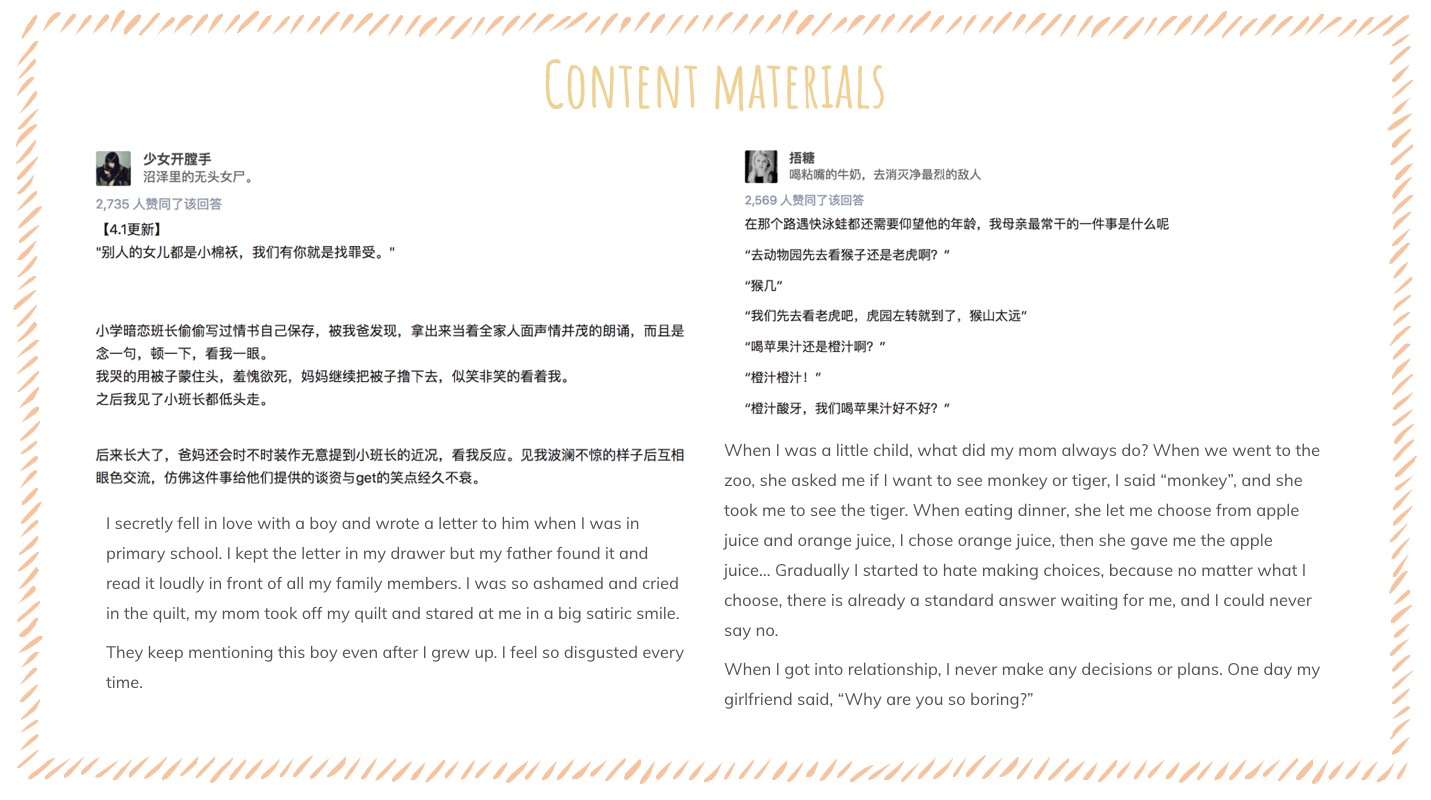 Content materials
少女开膛手
沼泽里的无头女尸。
2,735 人赞同了该回答
【4.1更新】
"别人的女儿都是小棉袄，我们有你就是找罪受。"
小学暗恋班长偷偷写过情书自己保存，被我爸发现，拿出来当着全家人面声情并茂的朗诵，而且是
念一句，顿一下，看我一眼。
我哭的用被子蒙住头，羞愧欲死，妈妈继续把被子撸下去，似笑非笑的看着我。
之后我见了小班长都低头走。
后来长大了，爸妈还会时不时装作无意提到小班长的近况，看我反应。见我波澜不惊的样子后互相
眼色交流，仿佛这件事给他们提供的谈资与get的笑点经久不衰。
I secretly fell in love with a boy and wrote a letter to him when I was in
primary school. I kept the letter in my drawer but my father found it and
read it loudly in front of all my family members. I was so ashamed and cried
in the quilt, my mom took off my quilt and stared at me in a big satiric smile.
They keep mentioning this boy even after I grew up. I feel so disgusted every
time.
捂糖
喝粘嘴的牛奶，去消灭净最烈的敌人
2,569 人赞同了该回答
在那个路遇快泳蛙都还需要仰望他的年龄，我母亲最常干的一件事是什么呢
“去动物园先去看猴子还是老虎啊？”
“猴几“
“我们先去看老虎吧，虎园左转就到了，猴山太远“
“喝苹果汁还是橙汁啊？”
“橙汁橙汁！”
“橙汁酸牙，我们喝苹果汁好不好？”
When I was a little child, what did my mom always do? When we went to the
zoo, she asked me if I want to see monkey or tiger, I said “monkey”, and she
took me to see the tiger. When eating dinner, she let me choose from apple
juice and orange juice, I chose orange juice, then she gave me the apple
juice... Gradually I started to hate making choices, because no matter what I
choose, there is already a standard answer waiting for me, and I could never
say no.
When I got into relationship, I never make any decisions or plans. One day my
girlfriend said, “Why are you so boring?”